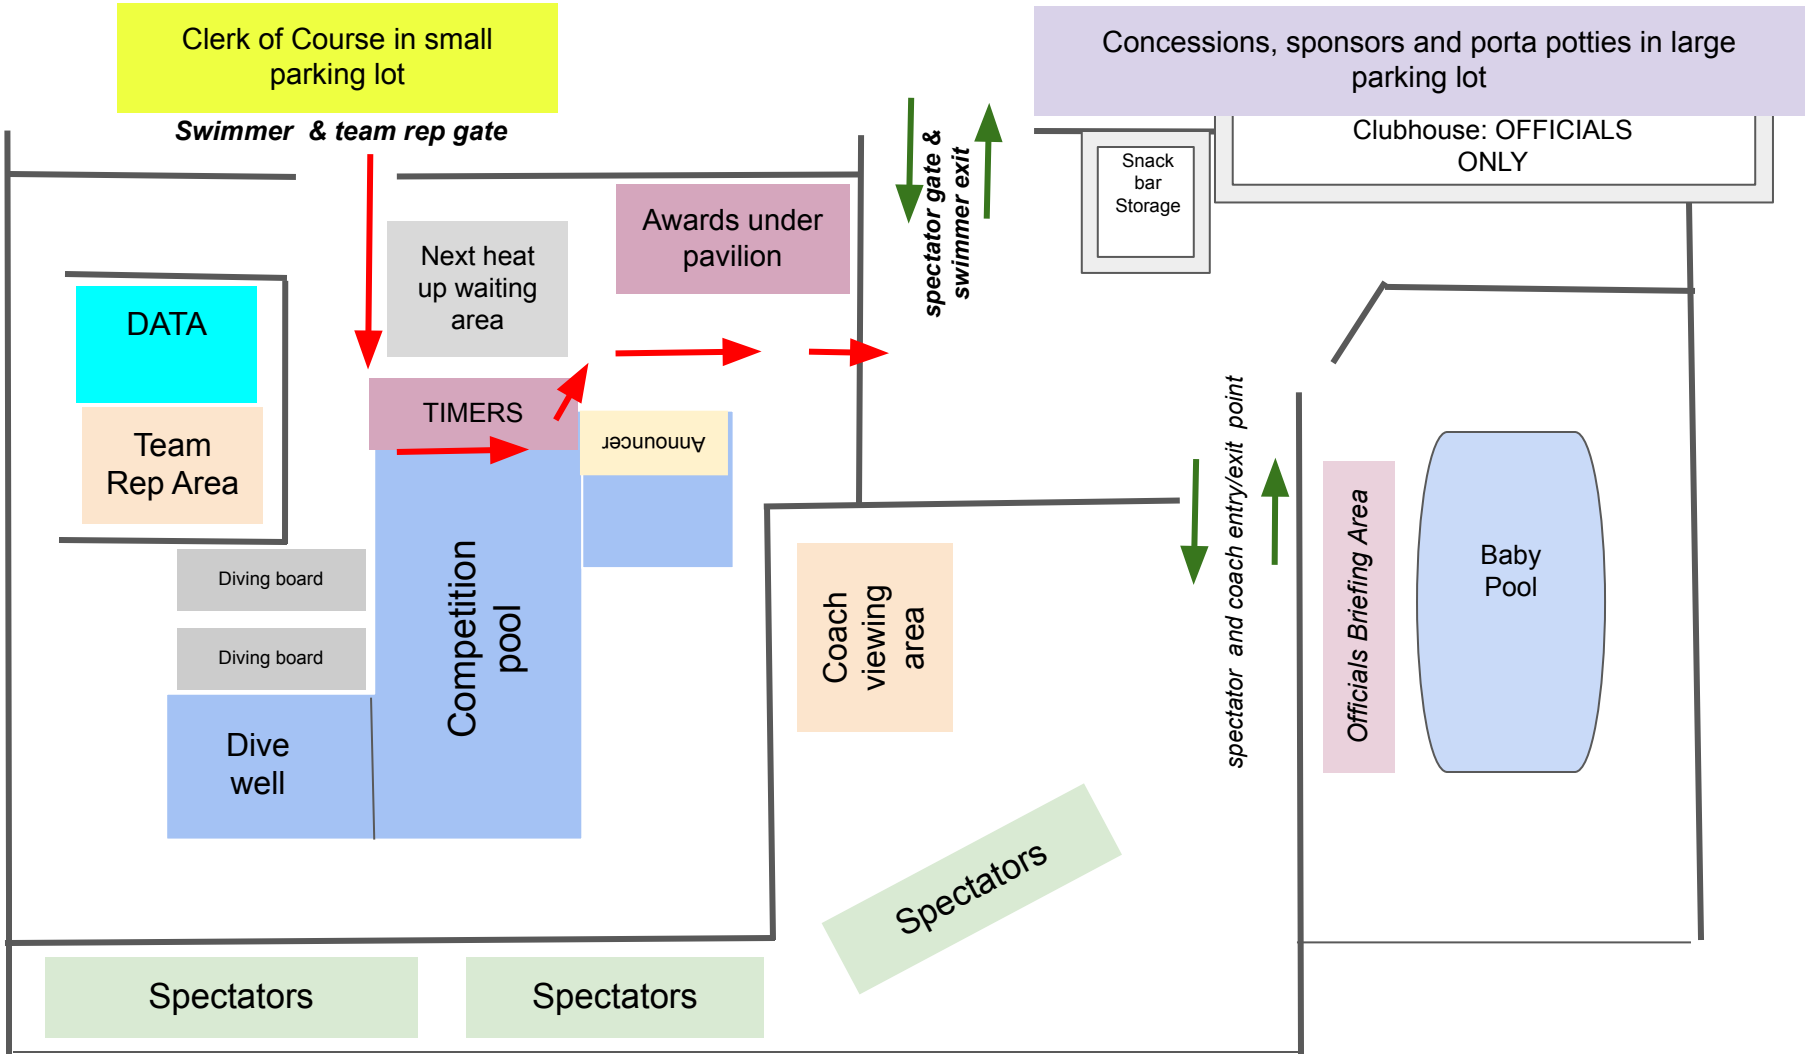 Clerk of Course in small
parking lot
Concessions, sponsors and porta potties in large
parking lot
Swimmer & team rep gate
Clubhouse: OFFICIALS
ONLY
Snack
bar
Storage
spectator gate &
swimmer exit
Awards under
pavilion
Next heat
up waiting
area
DATA
TIMERS
Announcer
Team
Rep Area
spectator and coach entry/exit point
Officials Briefing Area
Baby
Pool
Diving board
Diving board
Competition
pool
Coach
viewing
area
Dive
well
Spectators
Spectators
Spectators